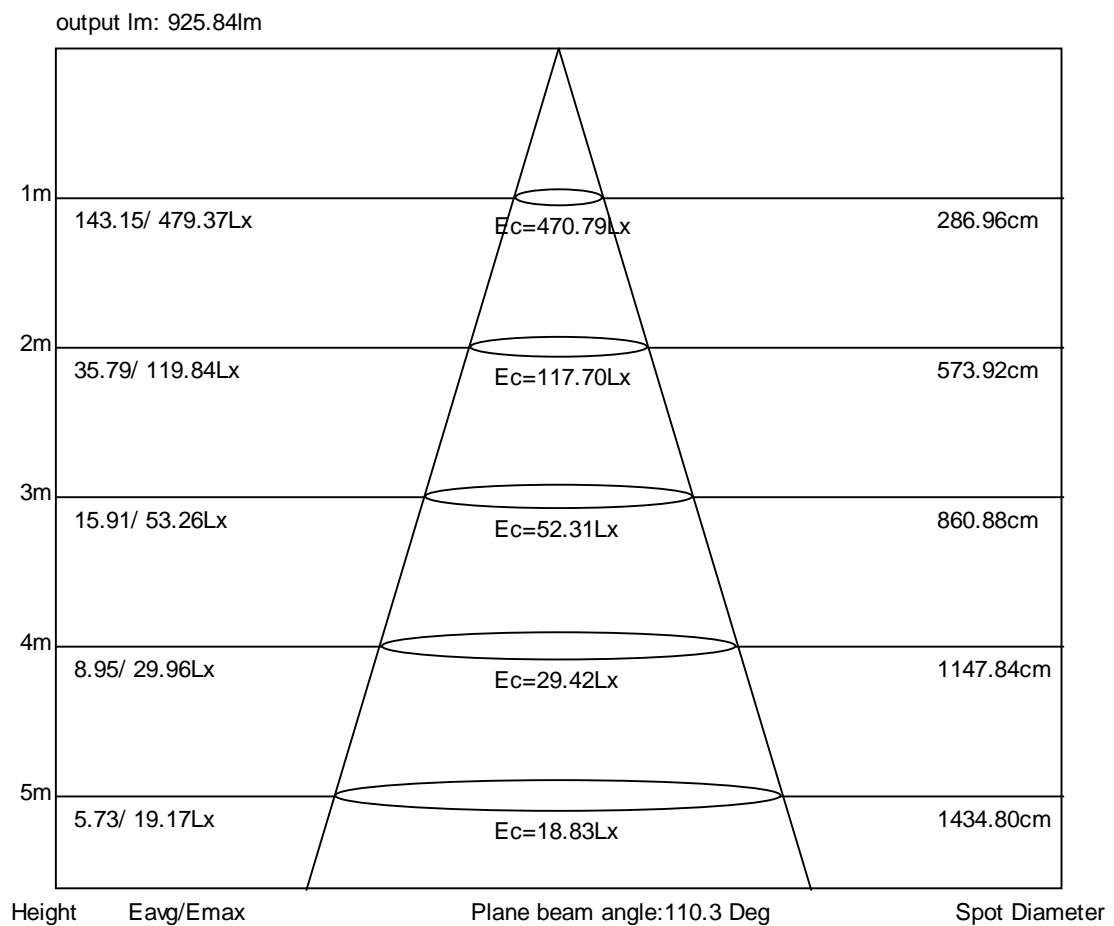 output lm: 925.84lm
1m
143.15/ 479.37Lx
Ec=470.79Lx
286.96cm
2m
35.79/ 119.84Lx
Ec=117.70Lx
573.92cm
3m
15.91/ 53.26Lx
Ec=52.31Lx
860.88cm
4m
8.95/ 29.96Lx
Ec=29.42Lx
1147.84cm
5m
5.73/ 19.17Lx
Ec=18.83Lx
1434.80cm
Height Eavg/Emax Plane beam angle:110.3 Deg Spot Diameter